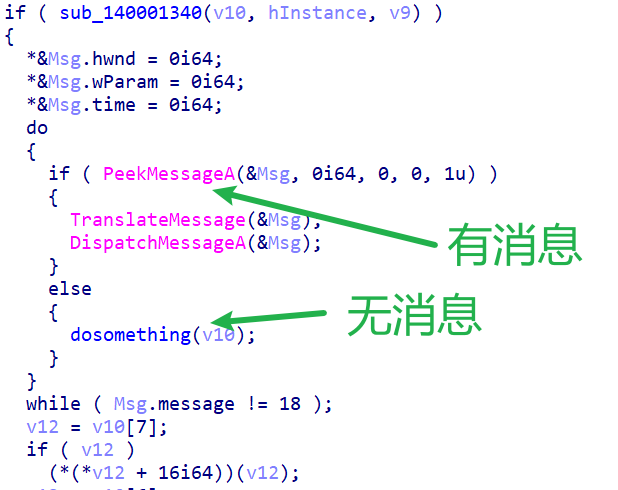 if ( sub_140001340(v10, hInstance, v9) )
{
*&Msg.hwnd = 0i64;
*&Msg.wParam = 0i64;
*&Msg.time = 0i64;
do
{
if ( PeekMessageA(&Msg, 0i64, 0, 0, 1u) )
{
TranslateMessage(&Msg);
DispatchMessageA(&Msg);
有消息
}
else
{
无消息
dosomething(v10);
}
}
while ( Msg.message != 18 );
v12 = v10[7];
if ( v12 )
(*(*v12 + 16i64))(v12);